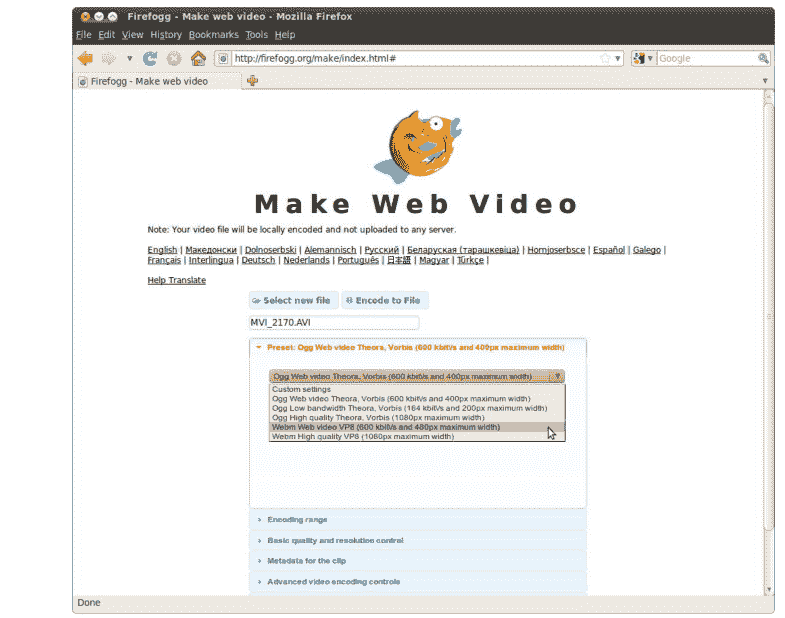 Firefogg - Make web video - Mozilla Firefox
File Edit View History Bookmarks Tools Help
http://firefogg.org/make/index.html#
Google
Firefogg - Make web video
Make Web Video
Note: Your video file will be locally encoded and not uploaded to any server.
English | Македонски | Dolnoserbski | Alemannisch | Русский | Беларуская (тарашкевіца) | Hornjoserbsce | Español | Galego |
Français | Interlingua | Deutsch | Nederlands | Português | 日本語 | Magyar | Türkçe |
Help Translate
Select new file Encode to File
MVI_2170.AVI
Preset: Ogg Web video Theora, Vorbis (600 kbit/s and 400px maximum width)
Ogg Web video Theora, Vorbis (600 kbit/s and 400px maximum width)
Custom settings
Ogg Web video Theora, Vorbis (600 kbit/s and 400px maximum width)
Ogg Low bandwidth Theora, Vorbis (164 kbit/s and 200px maximum width)
Ogg High quality Theora, Vorbis (1080px maximum width)
Webm Web video VP8 (600 kbit/s and 480px maximum width)
Webm High quality VP8 (1080px maximum width)
Encoding range
Basic quality and resolution control
Metadata for the clip
Advanced video encoding controls
Done